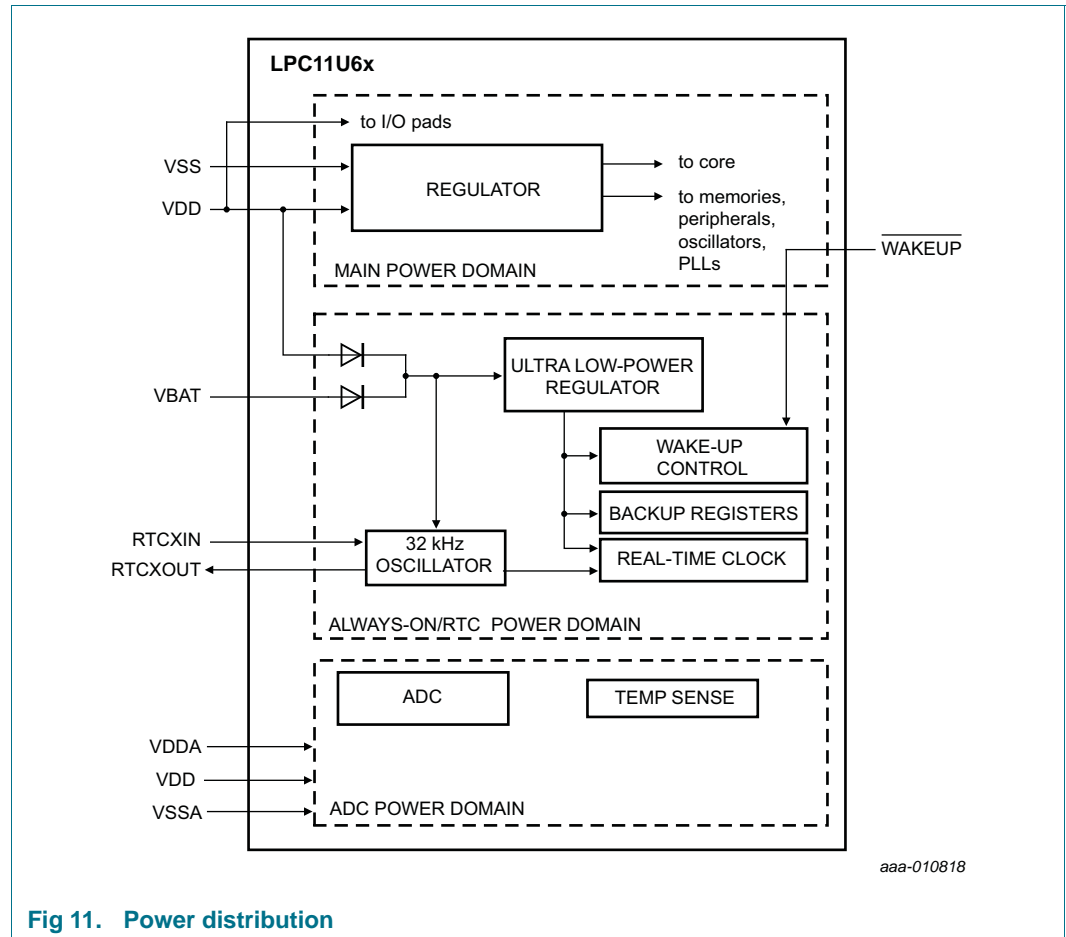 LPC11U6x
to I/O pads
VSS
VDD
REGULATOR
to core
to memories,
peripherals,
oscillators,
PLLs
WAKEUP
MAIN POWER DOMAIN
VBAT
ULTRA LOW-POWER
REGULATOR
WAKE-UP
CONTROL
BACKUP REGISTERS
REAL-TIME CLOCK
RTCXIN
RTCXOUT
32 kHz
OSCILLATOR
ALWAYS-ON/RTC POWER DOMAIN
ADC
TEMP SENSE
VDDA
VDD
VSSA
ADC POWER DOMAIN
aaa-010818
Fig 11. Power distribution